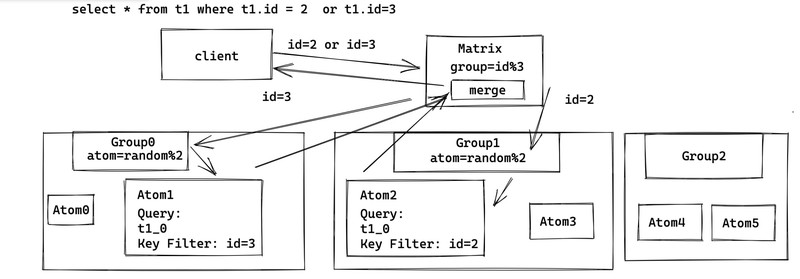 select * from t1 where t1.id = 2  or t1.id=3
client
id=2 or id=3
Matrix
group=id%3
merge
id=3
id=2
Group0
atom=random%2
Atom0
Atom1
Query:
t1_0
Key Filter: id=3
Group1
atom=random%2
Atom2
Query:
t1_0
Key Filter: id=2
Atom3
Group2
Atom4
Atom5